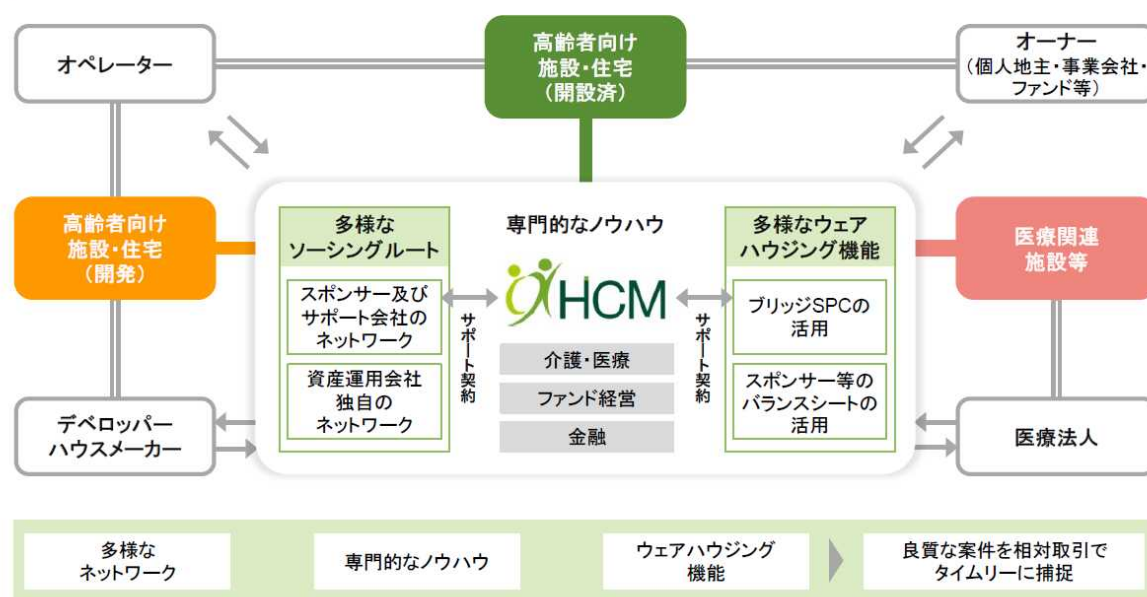 オペレーター
高齢者向け
施設・住宅
(開設済)
オーナー
(個人地主・事業会社・
ファンド等)
高齢者向け
施設・住宅
(開発)
多様な
ソーシングルート
スポンサー及び
サポート会社の
ネットワーク
資産運用会社
独自の
ネットワーク
サポート契約
専門的なノウハウ
HCM
介護・医療
ファンド経営
金融
サポート契約
多様なウェア
ハウジング機能
ブリッジSPCの
活用
スポンサー等の
バランスシートの
活用
医療関連
施設等
デベロッパー
ハウスメーカー
医療法人
多様な
ネットワーク
専門的なノウハウ
ウェアハウジング
機能
良質な案件を相対取引で
タイムリーに捕捉